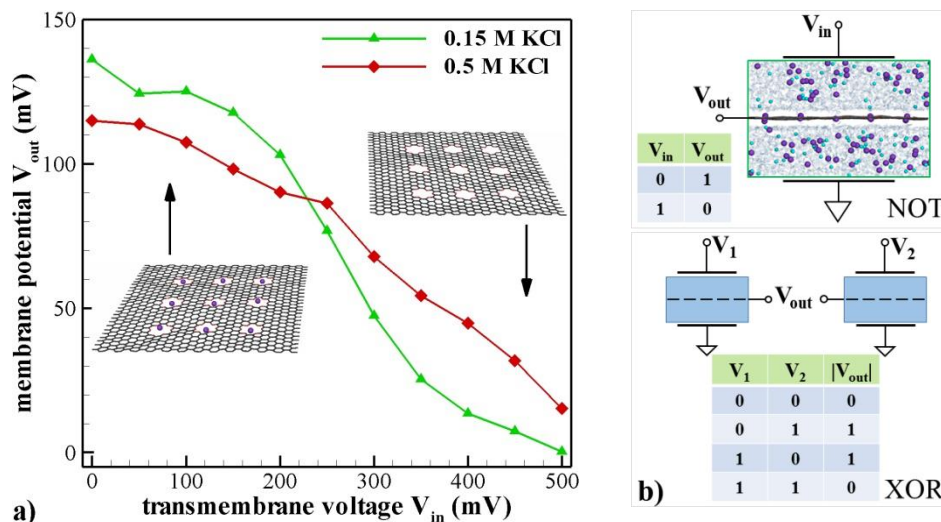 150
100
50
0
membrane potential V_out (mV)
0.15 M KCl
0.5 M KCl
0 100 200 300 400 500
transmembrane voltage V_in (mV)
a)
V_in
V_out
V_in V_out
0 1
1 0
NOT
V_1 V_2
V_out
V_1 V_2 |V_out|
0 0 0
0 1 1
1 0 1
1 1 0
b) XOR